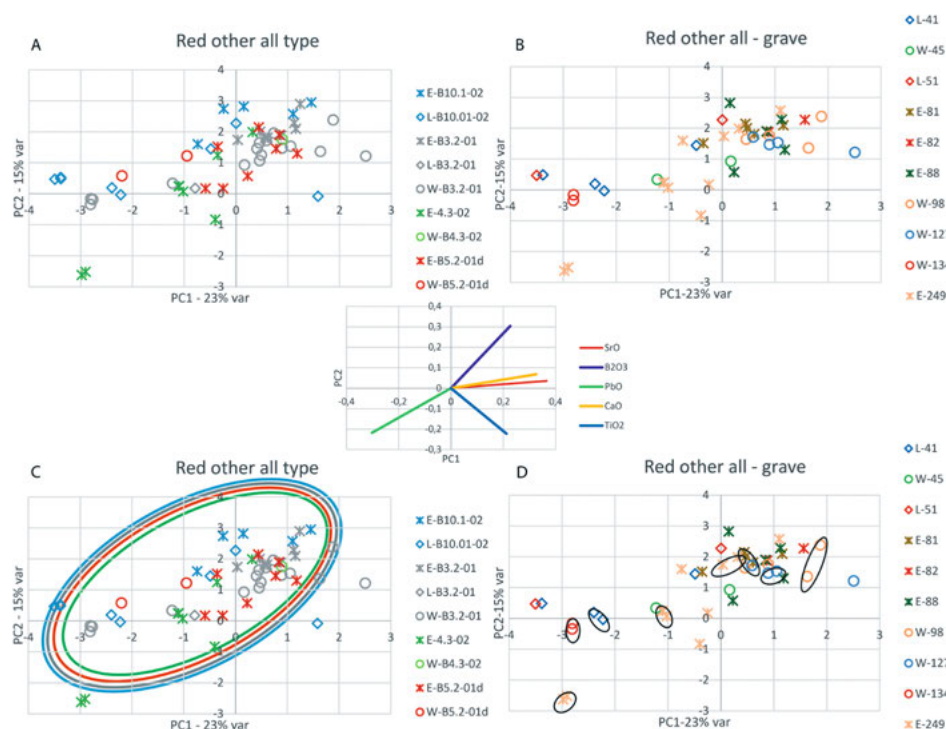 A
Red other all type
PC2 - 15% var
4
3
2
1
0
-1
-2
-3
-4 -3 -2 -1 0 1 2 3
PC1 - 23% var
E-B10.1-02
L-B10.01-02
E-B3.2-01
L-B3.2-01
W-B3.2-01
E-4.3-02
W-B4.3-02
E-B5.2-01d
W-B5.2-01d
B
Red other all - grave
PC2-15% var
4
3
2
1
0
-1
-2
-3
-4 -3 -2 -1 0 1 2 3
PC1-23% var
L-41
W-45
L-51
E-81
E-82
E-88
W-98
W-127
W-134
E-249
PC2
0,4
0,3
0,2
0,1
0
-0,1
-0,2
-0,3
-0,4 -0,2 0 0,2 0,4
PC1
SrO
B2O3
PbO
CaO
TiO2
C
Red other all type
PC2 - 15% var
4
3
2
1
0
-1
-2
-3
-4 -3 -2 -1 0 1 2 3
PC1 - 23% var
E-B10.1-02
L-B10.01-02
E-B3.2-01
L-B3.2-01
W-B3.2-01
E-4.3-02
W-B4.3-02
E-B5.2-01d
W-B5.2-01d
D
Red other all - grave
PC2-15% var
4
3
2
1
0
-1
-2
-3
-4 -3 -2 -1 0 1 2 3
PC1-23% var
L-41
W-45
L-51
E-81
E-82
E-88
W-98
W-127
W-134
E-249